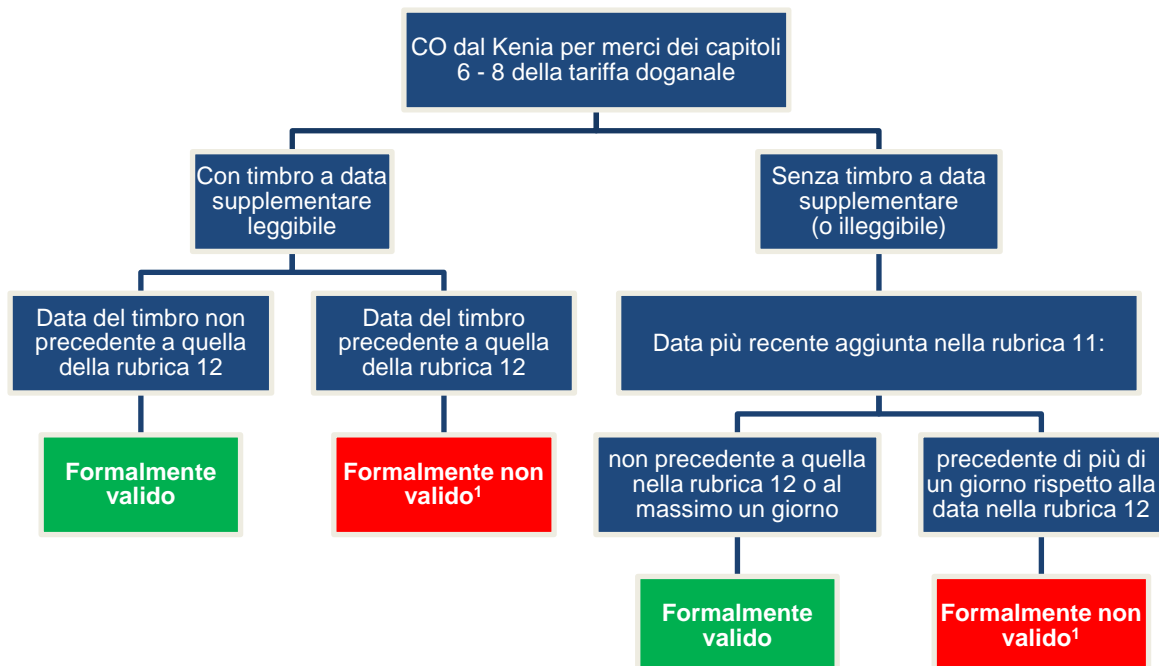 CO dal Kenia per merci dei capitoli
6 - 8 della tariffa doganale
Con timbro a data
supplementare
leggibile
Senza timbro a data
supplementare
(o illeggibile)
Data del timbro non
precedente a quella
della rubrica 12
Data del timbro
precedente a quella
della rubrica 12
Data più recente aggiunta nella rubrica 11:
Formalmente
valido
Formalmente non
valido¹
non precedente a quella
nella rubrica 12 o al
massimo un giorno
precedente di più di
un giorno rispetto alla
data nella rubrica 12
Formalmente
valido
Formalmente non
valido¹